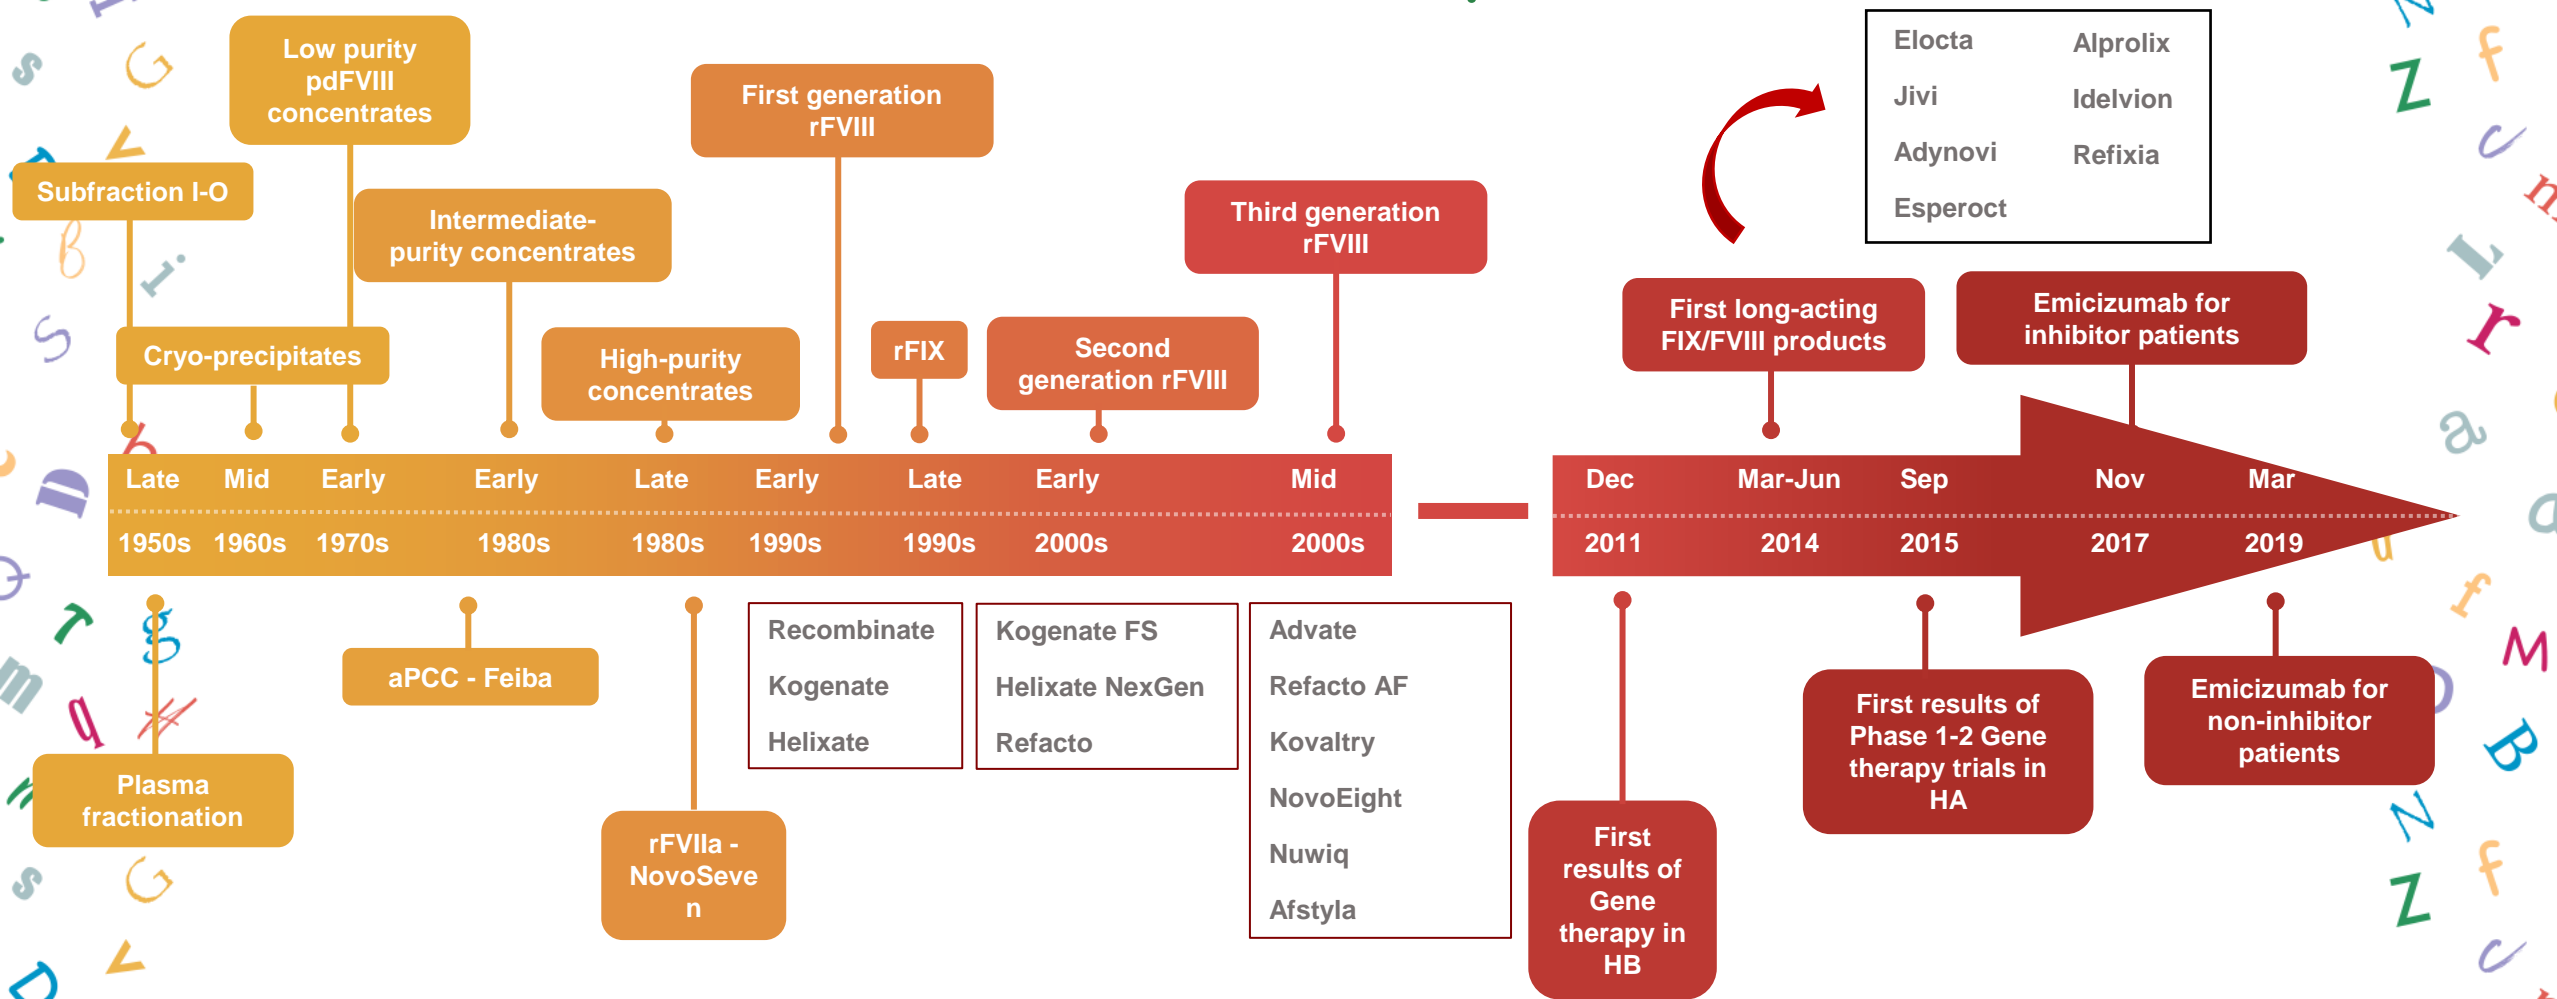 Low purity
pdFVIII
concentrates
Subfraction I-O
Cryo-precipitates
Intermediate-
purity concentrates
High-purity
concentrates
First generation
rFVIII
rFIX
Second
generation rFVIII
Third generation
rFVIII
First long-acting
FIX/FVIII products
Emicizumab for
inhibitor patients
Elocta
Jivi
Adynovi
Esperoct
Alprolix
Idelvion
Refixia
Late Mid Early Early Late Early Late Early Mid
1950s 1960s 1970s 1980s 1980s 1990s 1990s 2000s 2000s
Dec Mar-Jun Sep Nov Mar
2011 2014 2015 2017 2019
Plasma
fractionation
aPCC - Feiba
rFVIIa -
NovoSeve
n
Recombinate
Kogenate
Helixate
Kogenate FS
Helixate NexGen
Refacto
Advate
Refacto AF
Kovaltry
NovoEight
Nuwiq
Afstyla
First
results of
Gene
therapy in
HB
First results of
Phase 1-2 Gene
therapy trials in
HA
Emicizumab for
non-inhibitor
patients